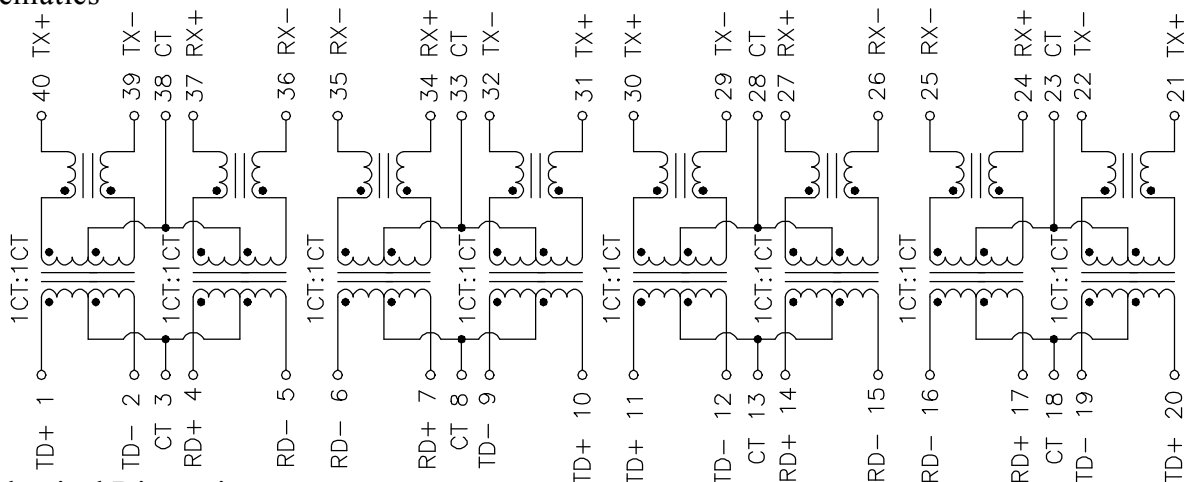 40 TX+
39 TX-
38 CT
37 RX+
36 RX-
35 RX-
34 RX+
33 CT
32 TX-
31 TX+
30 TX+
29 TX-
28 CT
27 RX+
26 RX-
25 RX-
24 RX+
23 CT
22 TX-
21 TX+
1CT:1CT
1CT:1CT
1CT:1CT
1CT:1CT
1CT:1CT
1CT:1CT
1CT:1CT
1CT:1CT
TD+ 1
TD- 2
CT 3
RD+ 4
RD- 5
RD- 6
RD+ 7
CT 8
TD- 9
TD+ 10
TD+ 11
TD- 12
CT 13
RD+ 14
RD- 15
RD- 16
RD+ 17
CT 18
TD- 19
TD+ 20